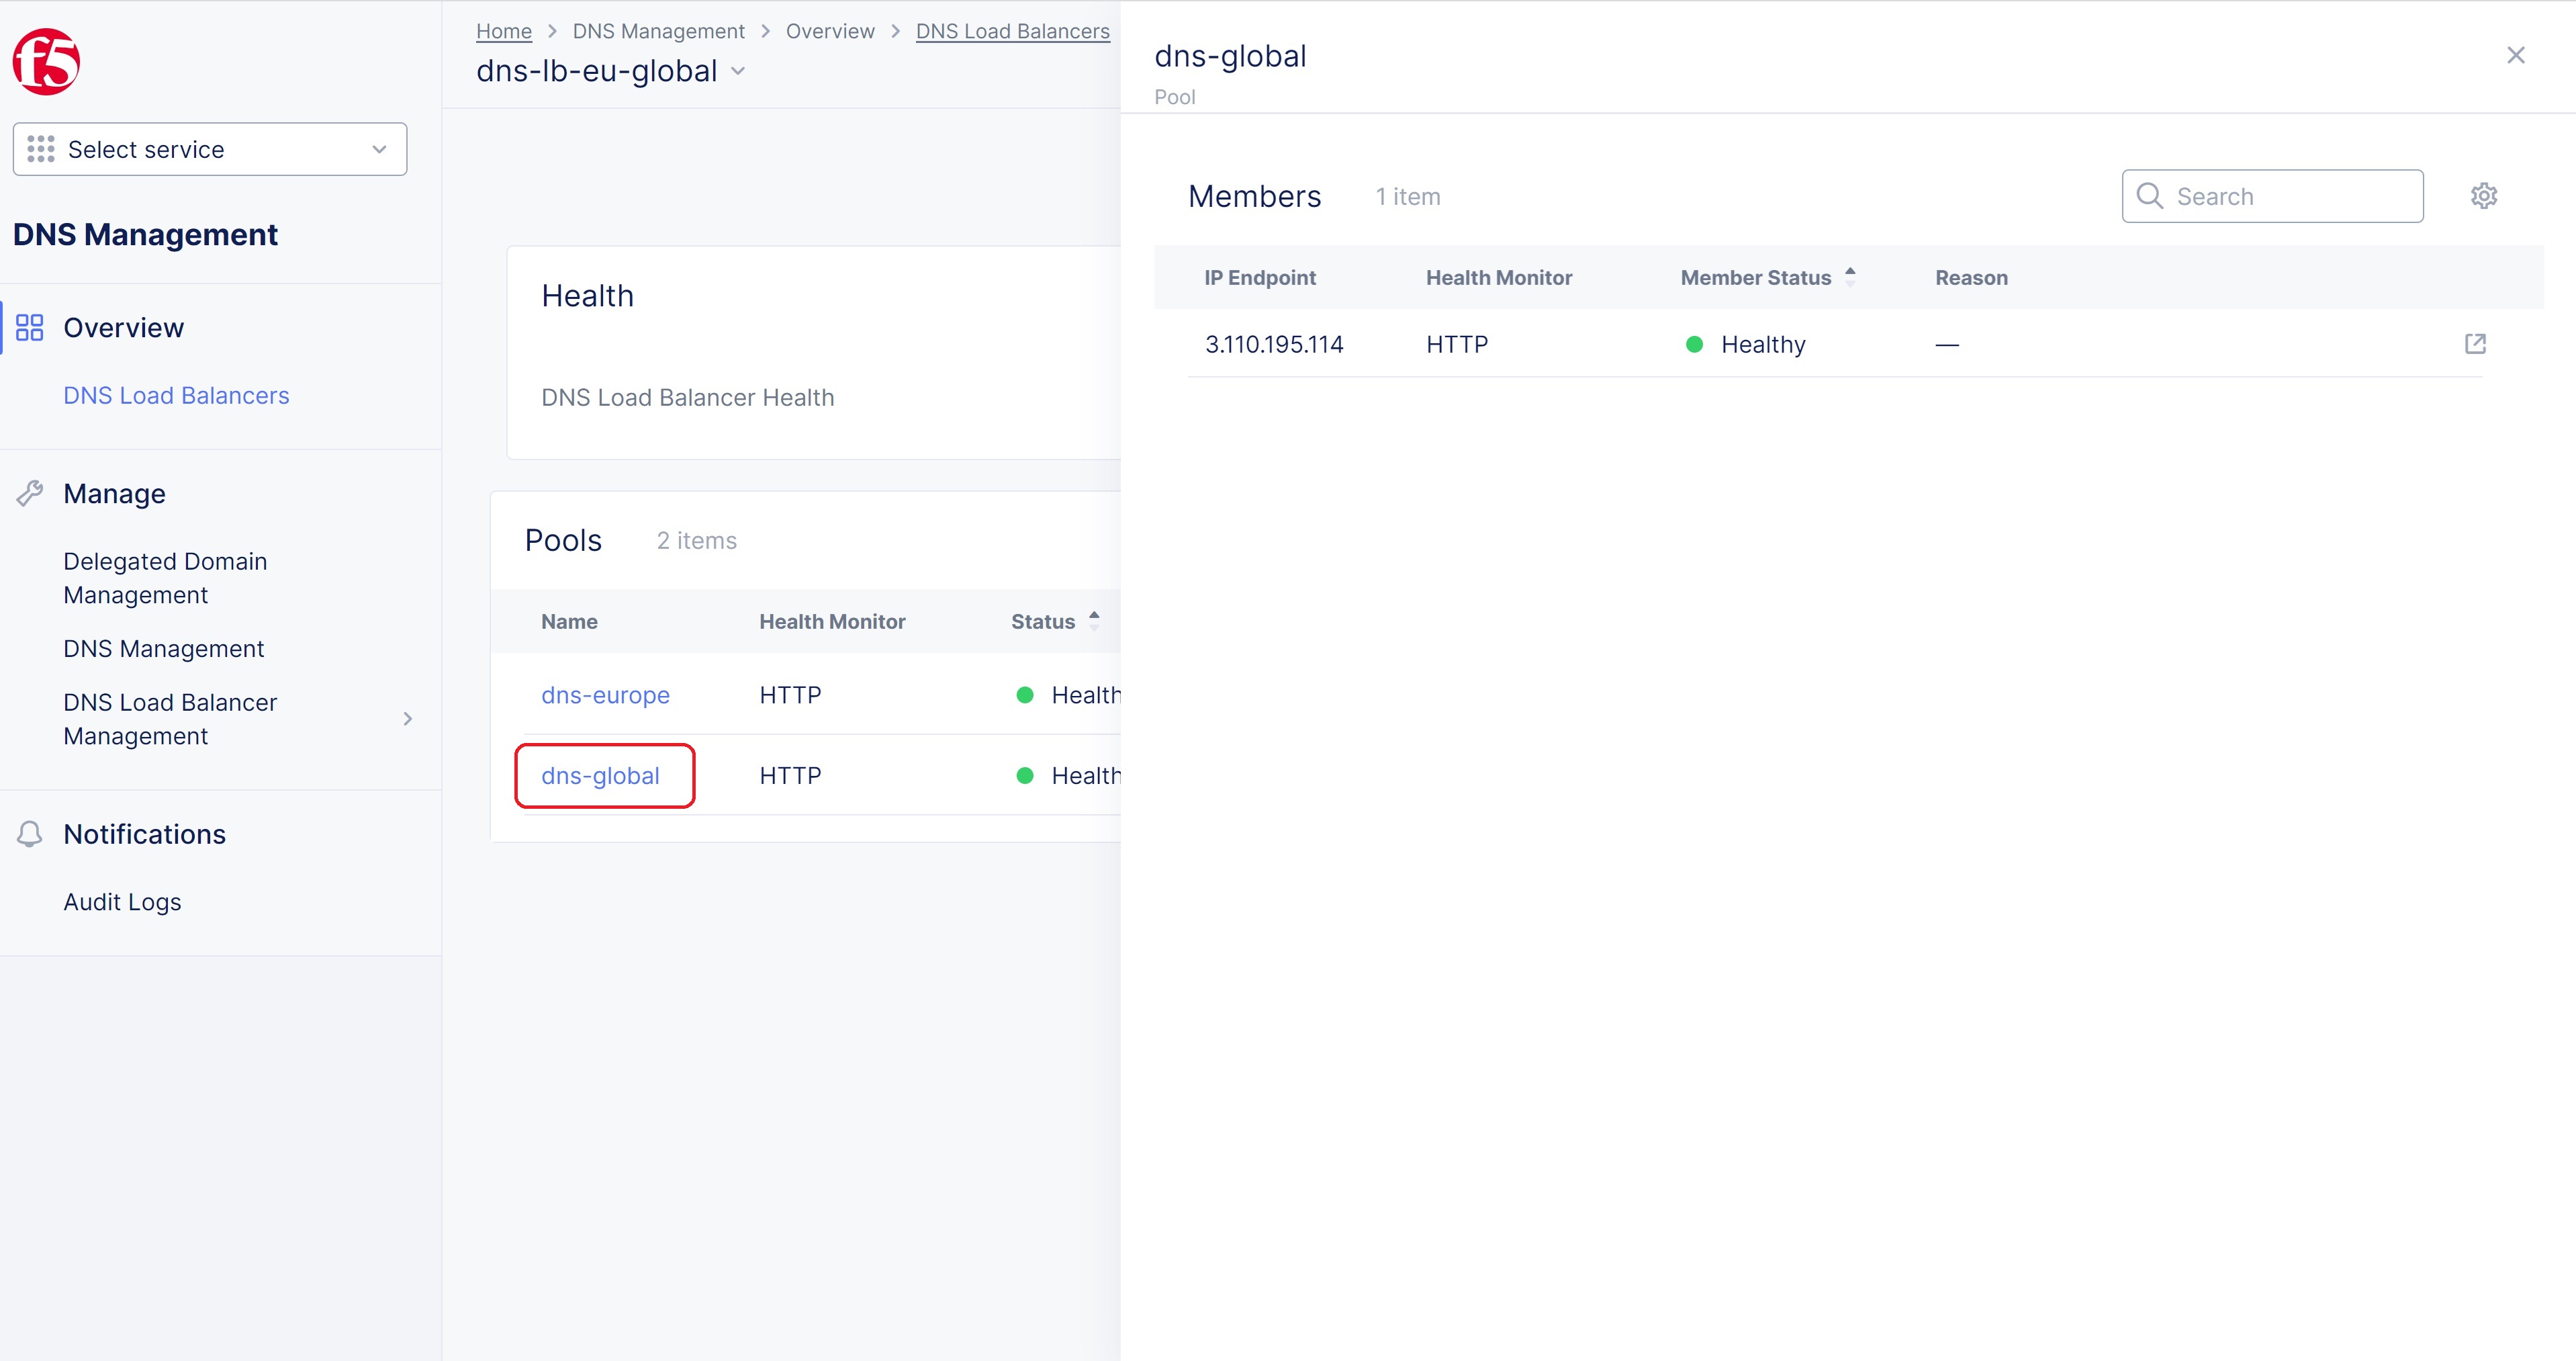 f5
Select service
DNS Management
Overview
DNS Load Balancers
Manage
Delegated Domain
Management
DNS Management
DNS Load Balancer
Management
Notifications
Audit Logs
Home > DNS Management > Overview > DNS Load Balancers
dns-lb-eu-global
Health
DNS Load Balancer Health
Pools 2 items
Name Health Monitor Status
dns-europe HTTP Health
dns-global HTTP Health
dns-global
Pool
Members 1 item Search
IP Endpoint Health Monitor Member Status Reason
3.110.195.114 HTTP Healthy —